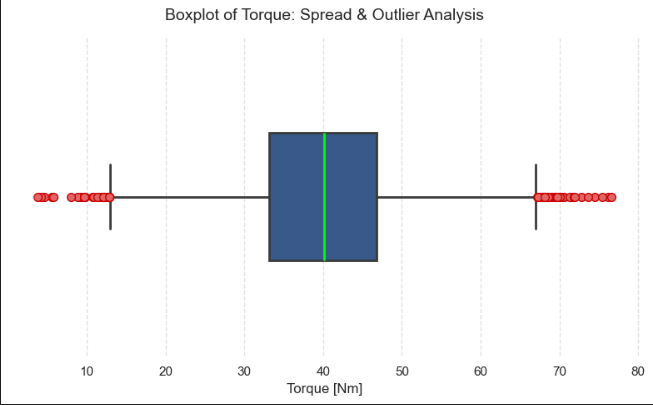 Boxplot of Torque: Spread & Outlier Analysis
10 20 30 40 50 60 70 80
Torque [Nm]